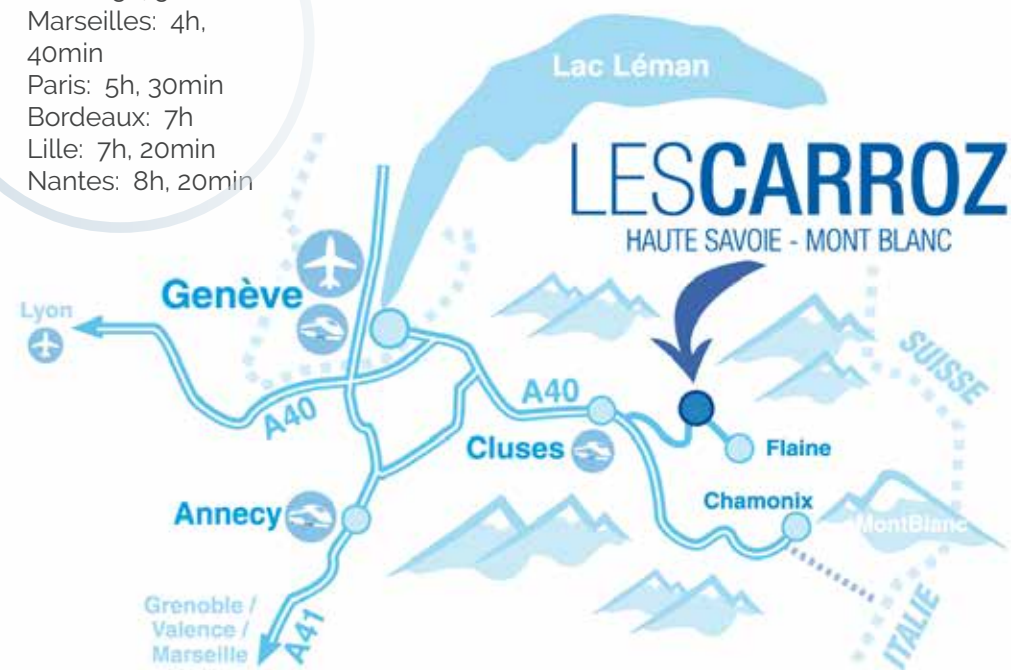 Marseilles: 4h,
40min
Paris: 5h, 30min
Bordeaux: 7h
Lille: 7h, 20min
Nantes: 8h, 20min
Lac Léman
LESCARROZ
HAUTE SAVOIE - MONT BLANC
Genève
Lyon
SUISSE
A40
A40
Cluses
Flaine
Chamonix
MontBlanc
Annecy
Grenoble /
Valence /
Marseille
A41
ITALIE